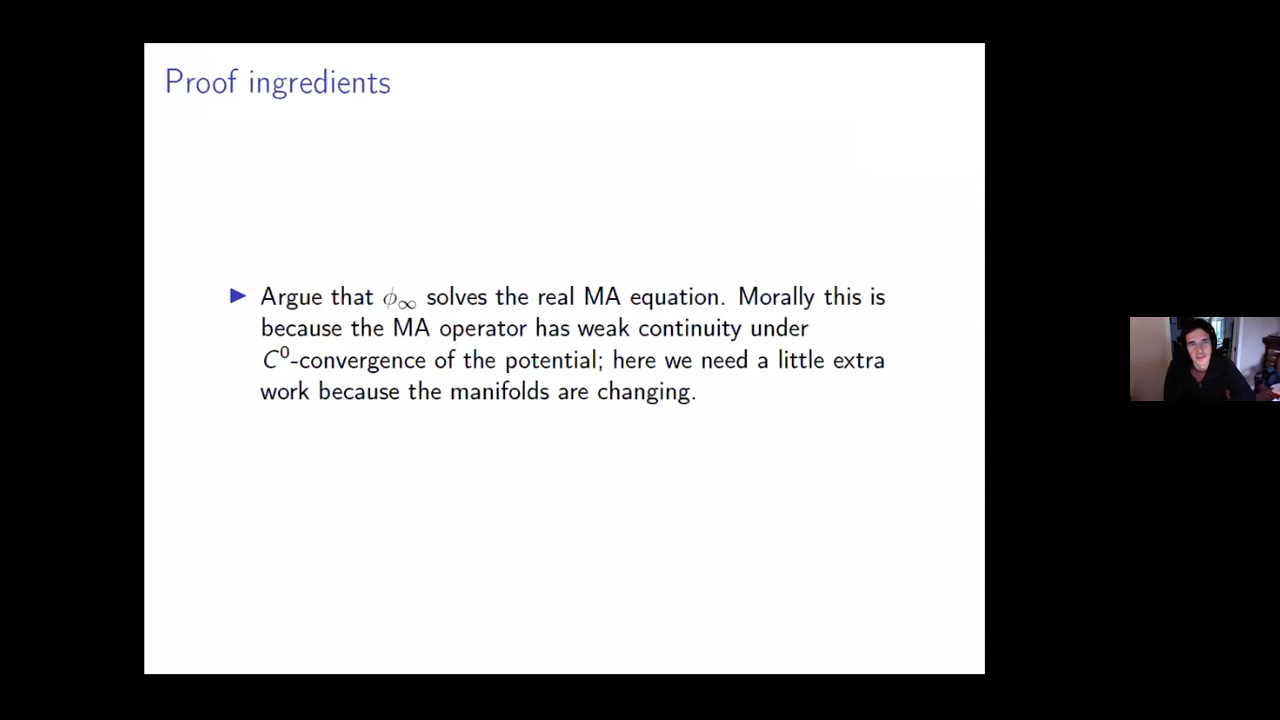 Proof ingredients
▶ Argue that ϕ∞ solves the real MA equation. Morally this is
because the MA operator has weak continuity under
C⁰-convergence of the potential; here we need a little extra
work because the manifolds are changing.